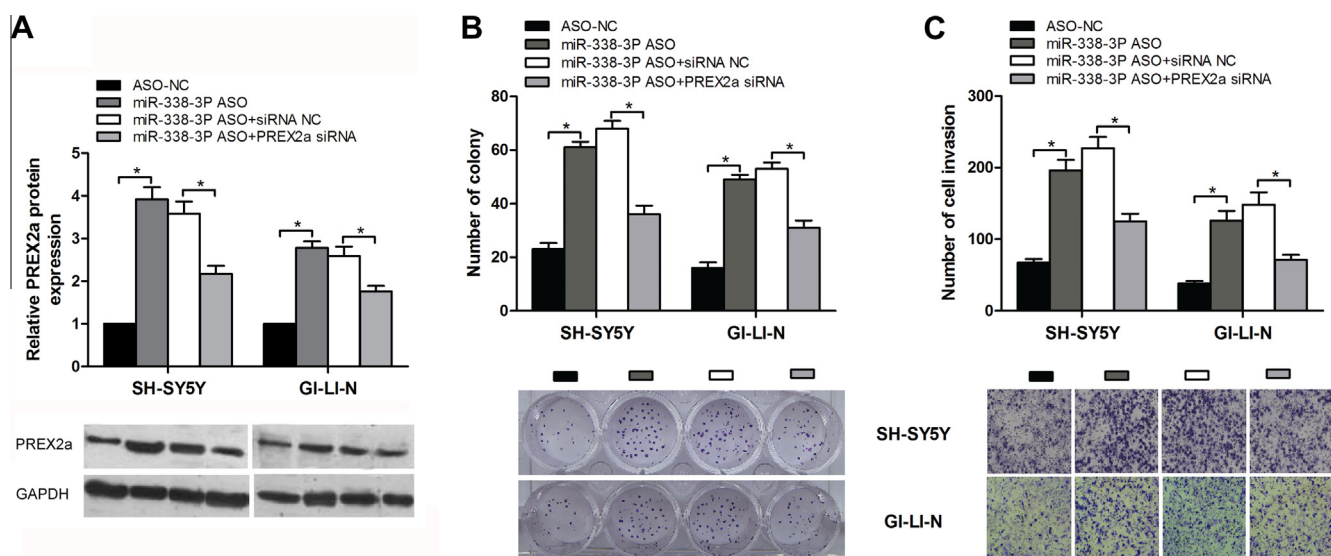 A
ASO-NC
miR-338-3P ASO
miR-338-3P ASO+siRNA NC
miR-338-3P ASO+PREX2a siRNA
Relative PREX2a protein
expression
5
4
3
2
1
0
*
*
*
*
SH-SY5Y
GI-LI-N
PREX2a
GAPDH
B
ASO-NC
miR-338-3P ASO
miR-338-3P ASO+siRNA NC
miR-338-3P ASO+PREX2a siRNA
Number of colony
80
60
40
20
0
*
*
*
*
SH-SY5Y
GI-LI-N
C
ASO-NC
miR-338-3P ASO
miR-338-3P ASO+siRNA NC
miR-338-3P ASO+PREX2a siRNA
Number of cell invasion
300
200
100
0
*
*
*
*
SH-SY5Y
GI-LI-N
SH-SY5Y
GI-LI-N